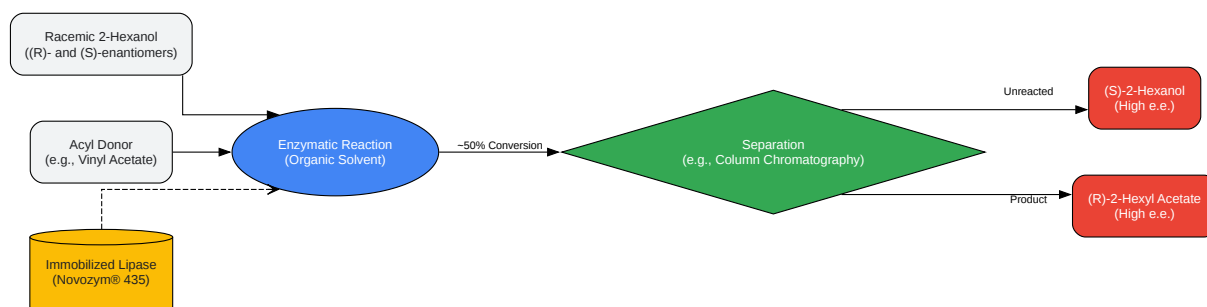 Racemic 2-Hexanol
((R)- and (S)-enantiomers)
Acyl Donor
(e.g., Vinyl Acetate)
Immobilized Lipase
(Novozym® 435)
Enzymatic Reaction
(Organic Solvent)
~50% Conversion
Separation
(e.g., Column Chromatography)
Unreacted
(S)-2-Hexanol
(High e.e.)
Product
(R)-2-Hexyl Acetate
(High e.e.)